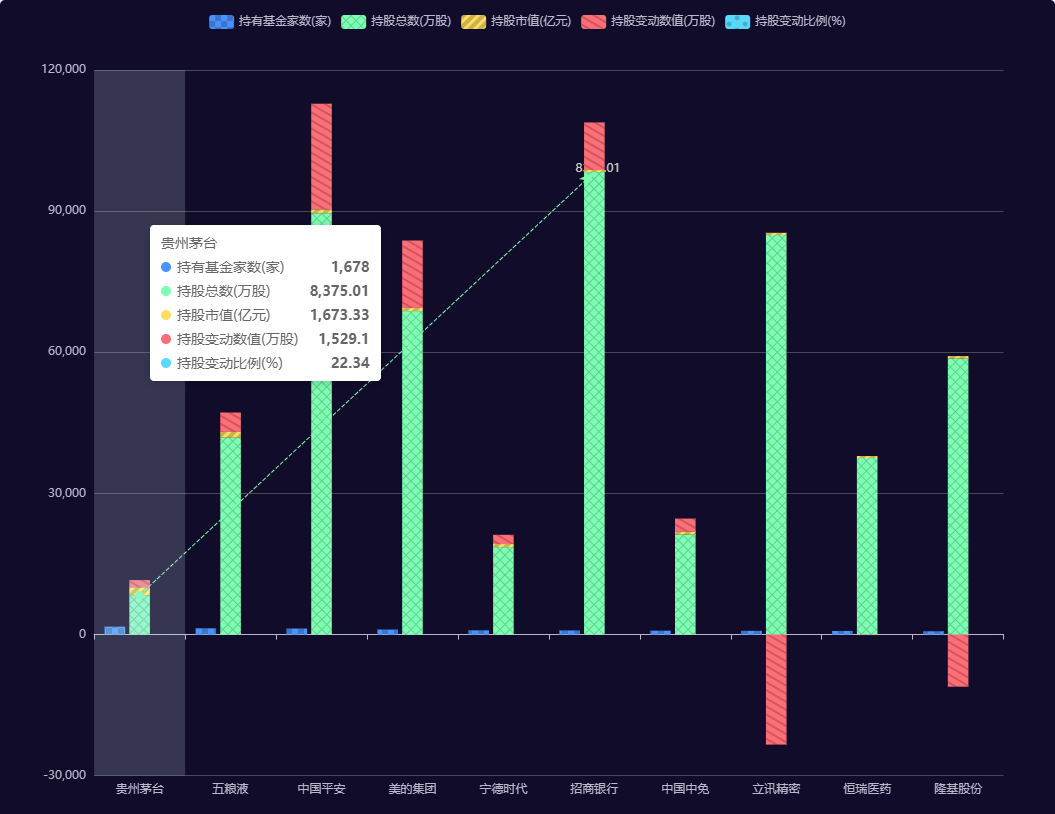 持有基金家数(家) 持股总数(万股) 持股市值(亿元) 持股变动数值(万股) 持股变动比例(%)
120,000
90,000
60,000
30,000
0
-30,000
贵州茅台
持有基金家数(家) 1,678
持股总数(万股) 8,375.01
持股市值(亿元) 1,673.33
持股变动数值(万股) 1,529.1
持股变动比例(%) 22.34
贵州茅台 五粮液 中国平安 美的集团 宁德时代 招商银行 中国中免 立讯精密 恒瑞医药 隆基股份